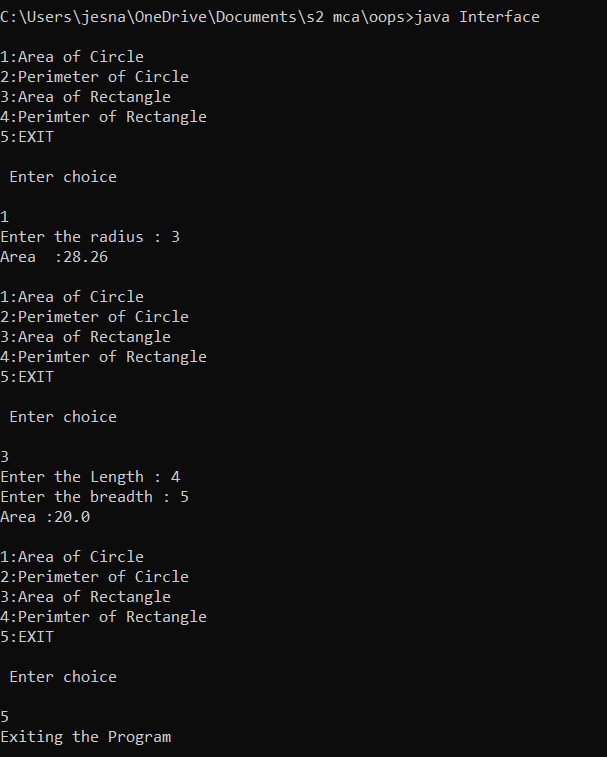 C:\Users\jesna\OneDrive\Documents\s2 mca\oops>java Interface
1:Area of Circle
2:Perimeter of Circle
3:Area of Rectangle
4:Perimter of Rectangle
5:EXIT
Enter choice
1
Enter the radius : 3
Area  :28.26
1:Area of Circle
2:Perimeter of Circle
3:Area of Rectangle
4:Perimter of Rectangle
5:EXIT
Enter choice
3
Enter the Length : 4
Enter the breadth : 5
Area :20.0
1:Area of Circle
2:Perimeter of Circle
3:Area of Rectangle
4:Perimter of Rectangle
5:EXIT
Enter choice
5
Exiting the Program